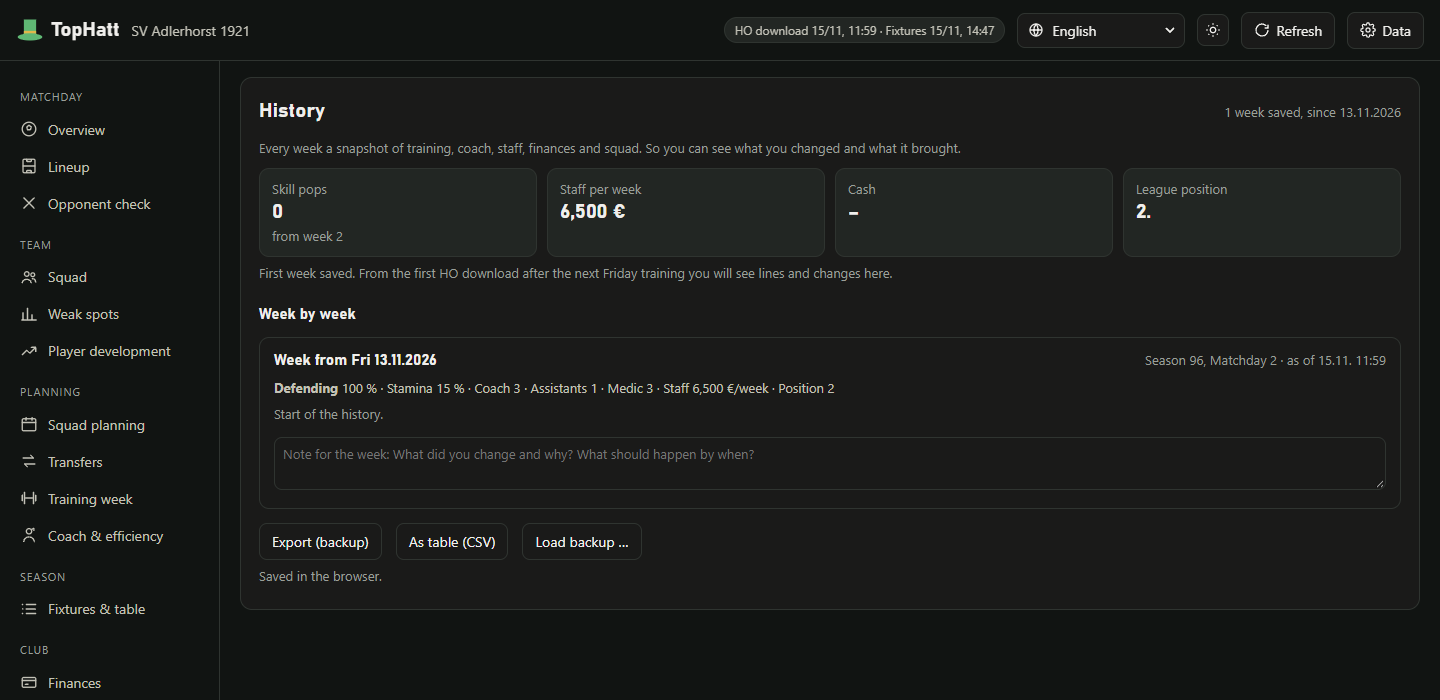 TopHatt SV Adlerhorst 1921
HO download 15/11, 11:59 · Fixtures 15/11, 14:47
English
Refresh
Data
MATCHDAY
Overview
Lineup
Opponent check
TEAM
Squad
Weak spots
Player development
PLANNING
Squad planning
Transfers
Training week
Coach & efficiency
SEASON
Fixtures & table
CLUB
Finances
History
1 week saved, since 13.11.2026
Every week a snapshot of training, coach, staff, finances and squad. So you can see what you changed and what it brought.
Skill pops
0
from week 2
Staff per week
6,500 €
Cash
–
League position
2.
First week saved. From the first HO download after the next Friday training you will see lines and changes here.
Week by week
Week from Fri 13.11.2026
Season 96, Matchday 2 · as of 15.11. 11:59
Defending 100 % · Stamina 15 % · Coach 3 · Assistants 1 · Medic 3 · Staff 6,500 €/week · Position 2
Start of the history.
Note for the week: What did you change and why? What should happen by when?
Export (backup)
As table (CSV)
Load backup ...
Saved in the browser.